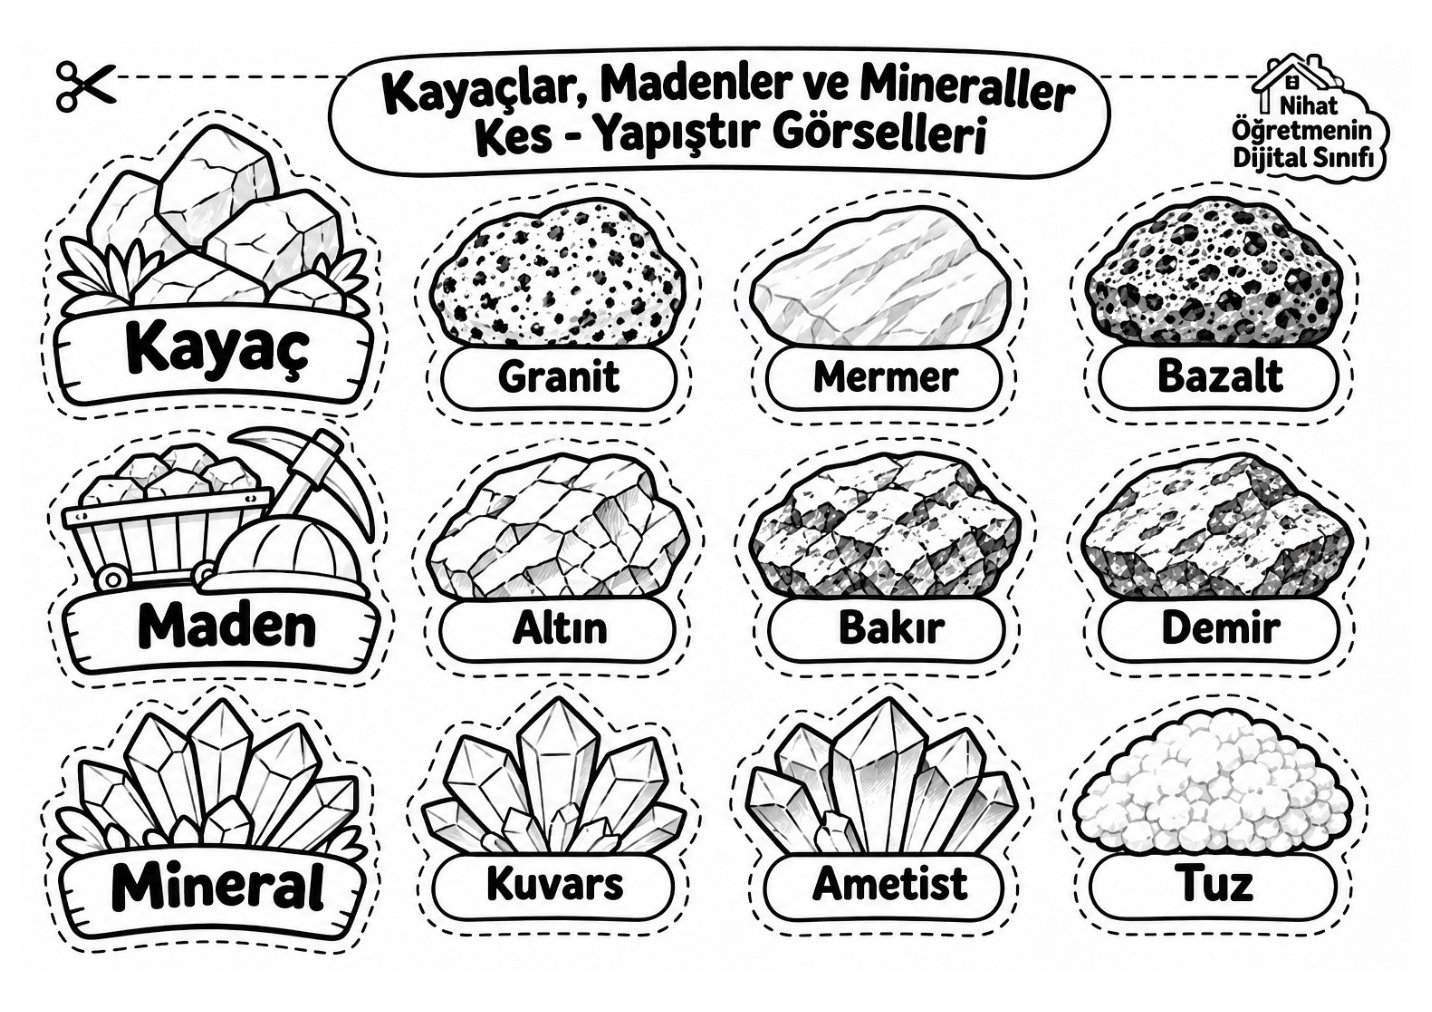 Kayaçlar, Madenler ve Mineraller
Kes - Yapıştır Görselleri
Nihat
Öğretmenin
Dijital Sınıfı
Kayaç
Granit
Mermer
Bazalt
Maden
Altın
Bakır
Demir
Mineral
Kuvars
Ametist
Tuz